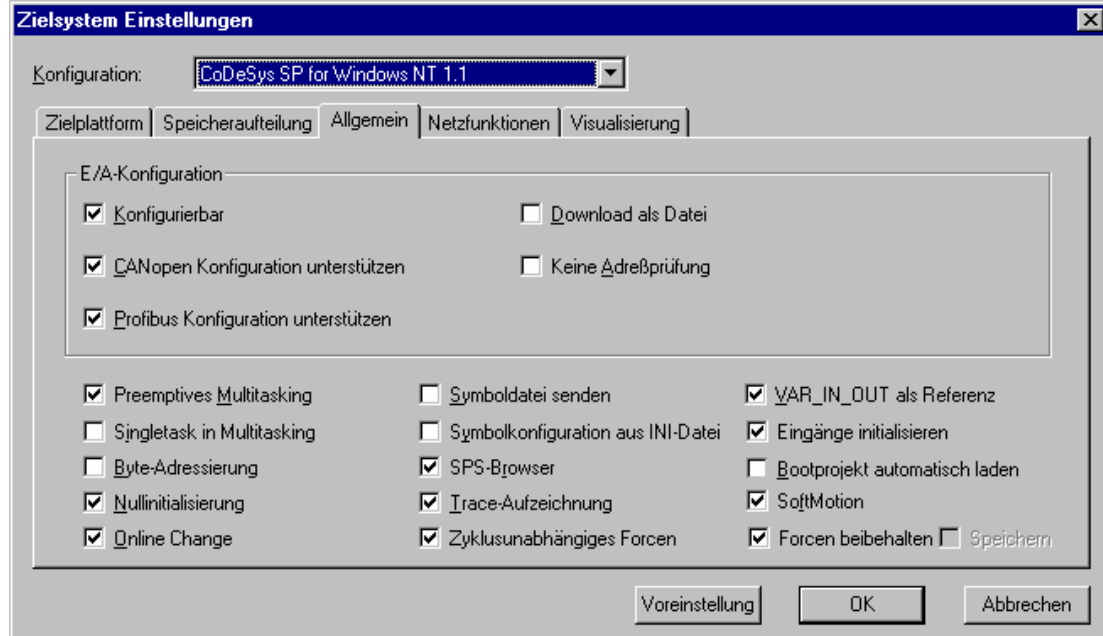 Zielsystem Einstellungen
Konfiguration: CoDeSys SP for Windows NT 1.1
Zielplattform Speicheraufteilung Allgemein Netzfunktionen Visualisierung
E/A-Konfiguration
Konfigurierbar Download als Datei
CANopen Konfiguration unterstützen Keine Adreßprüfung
Profibus Konfiguration unterstützen
Preemptives Multitasking Symboldatei senden VAR_IN_OUT als Referenz
Singletask in Multitasking Symbolkonfiguration aus INI-Datei Eingänge initialisieren
Byte-Adressierung SPS-Browser Bootprojekt automatisch laden
Nullinitialisierung Trace-Aufzeichnung SoftMotion
Online Change Zyklusunabhängiges Forcen Forcen beibehalten Speichern
Voreinstellung OK Abbrechen